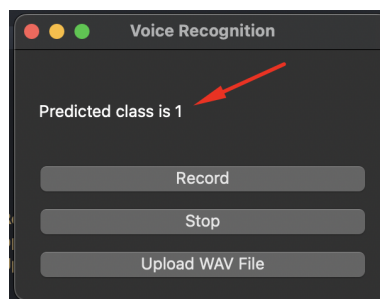 Voice Recognition
Predicted class is 1
Record
Stop
Upload WAV File